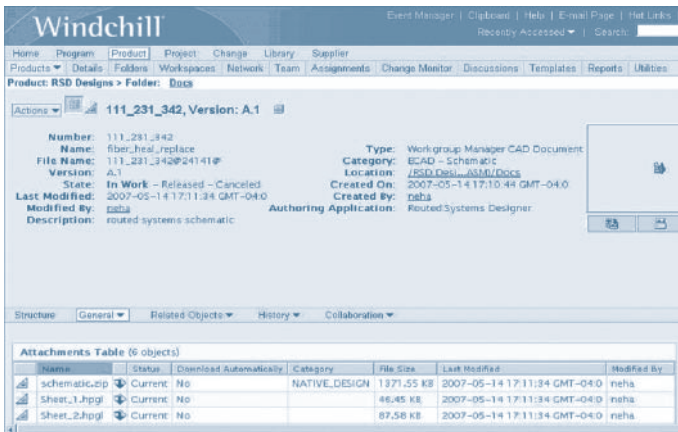 Windchill
Event Manager | Clipboard | Help | E-mail Page | Hot Links
Recently Accessed | Search:
Home Program Product Project Change Library Supplier
Products Details Folders Workspaces Network Team Assignments Change Monitor Discussions Templates Reports Utilities
Product: RSD Designs > Folder: Docs
Actions 111_231_342, Version: A.1
Number: 111_231_342
Name: fiber_heal_replace Type: Workgroup Manager CAD Document
File Name: 111_231_342@24141@ Category: ECAD - Schematic
Version: A.1 Location: /RSD Desi...ASMI/Docs
State: In Work - Released - Canceled Created On: 2007-05-14 17:10:44 GMT-04:0
Last Modified: 2007-05-14 17:11:34 GMT-04:0 Created By: neha
Modified By: neha Authoring Application: Routed Systems Designer
Description: routed systems schematic
Structure General Related Objects History Collaboration
Attachments Table (6 objects)
Name Status Download Automatically Category File Size Last Modified Modified By
schematic.zip Current No NATIVE_DESIGN 1371.55 KB 2007-05-14 17:11:34 GMT-04:0 neha
Sheet_1.hpgl Current No 46.45 KB 2007-05-14 17:11:34 GMT-04:0 neha
Sheet_2.hpgl Current No 87.58 KB 2007-05-14 17:11:34 GMT-04:0 neha